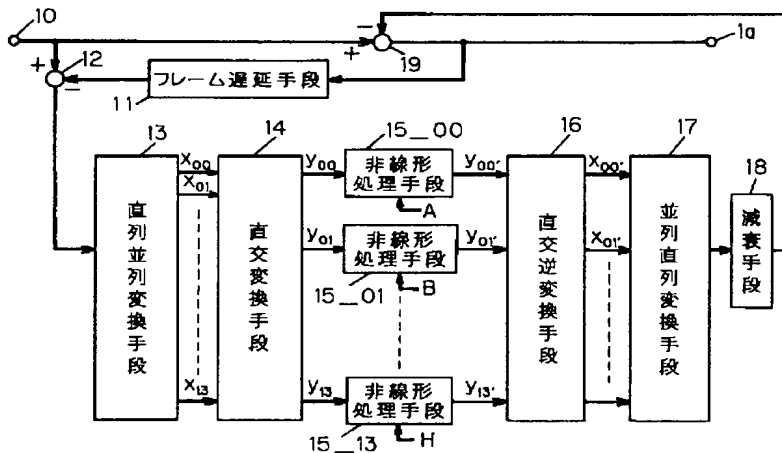 10
−
+
19
1a
+
12
−
フレーム遅延手段
11
13
14
15_00
16
17
18
X00
X01
X13
Y00
Y01
Y13
非線形
処理手段
A
非線形
処理手段
15_01
B
非線形
処理手段
15_13
H
Y00'
Y01'
Y13'
X00'
X01'
直列並列変換手段
直交変換手段
直交逆変換手段
並列直列変換手段
減衰手段